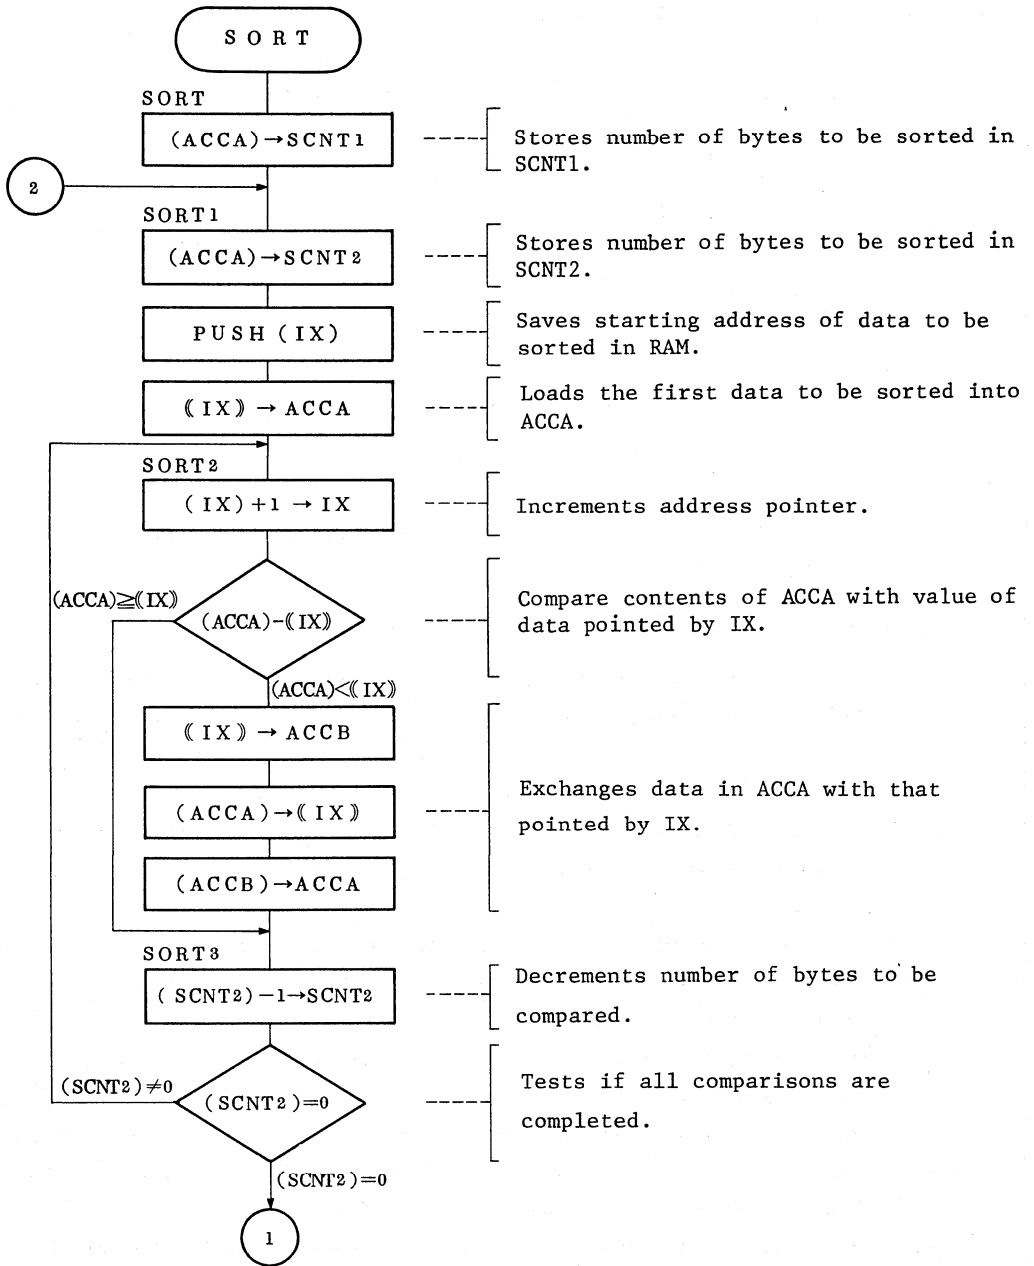 SORT
SORT
(ACCA)→SCNT1
Stores number of bytes to be sorted in
SCNT1.
2
SORT1
(ACCA)→SCNT2
Stores number of bytes to be sorted in
SCNT2.
PUSH (IX)
Saves starting address of data to be
sorted in RAM.
⟪IX⟫ → ACCA
Loads the first data to be sorted into
ACCA.
SORT2
(IX)+1 → IX
Increments address pointer.
(ACCA)≧⟪IX⟫
(ACCA)−⟪IX⟫
Compare contents of ACCA with value of
data pointed by IX.
(ACCA)<⟪IX⟫
⟪IX⟫ → ACCB
(ACCA)→⟪IX⟫
(ACCB)→ACCA
Exchanges data in ACCA with that
pointed by IX.
SORT3
(SCNT2)−1→SCNT2
Decrements number of bytes to be
compared.
(SCNT2)≠0
(SCNT2)=0
Tests if all comparisons are
completed.
(SCNT2)=0
1